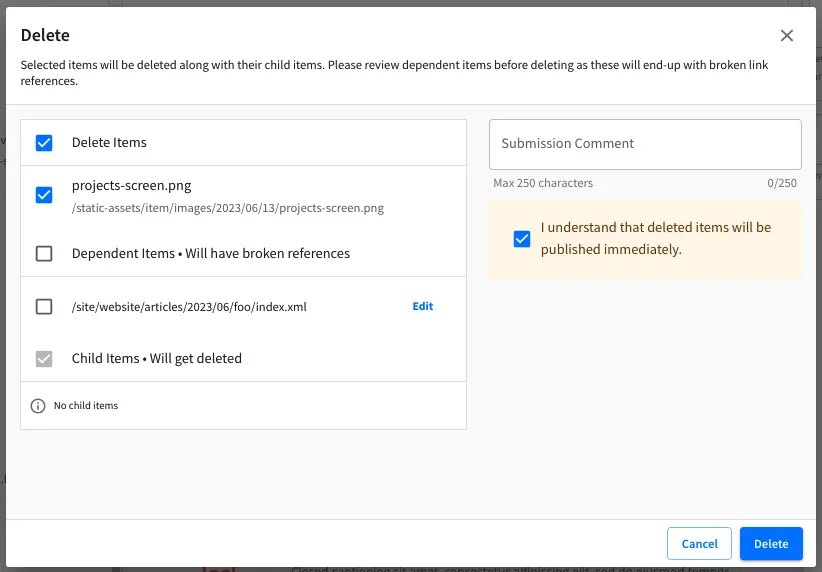 Delete
Selected items will be deleted along with their child items. Please review dependent items before deleting as these will end-up with broken link
references.
Delete Items
projects-screen.png
/static-assets/item/images/2023/06/13/projects-screen.png
Dependent Items • Will have broken references
/site/website/articles/2023/06/foo/index.xml
Edit
Child Items • Will get deleted
No child items
Submission Comment
Max 250 characters
0/250
I understand that deleted items will be
published immediately.
Cancel
Delete